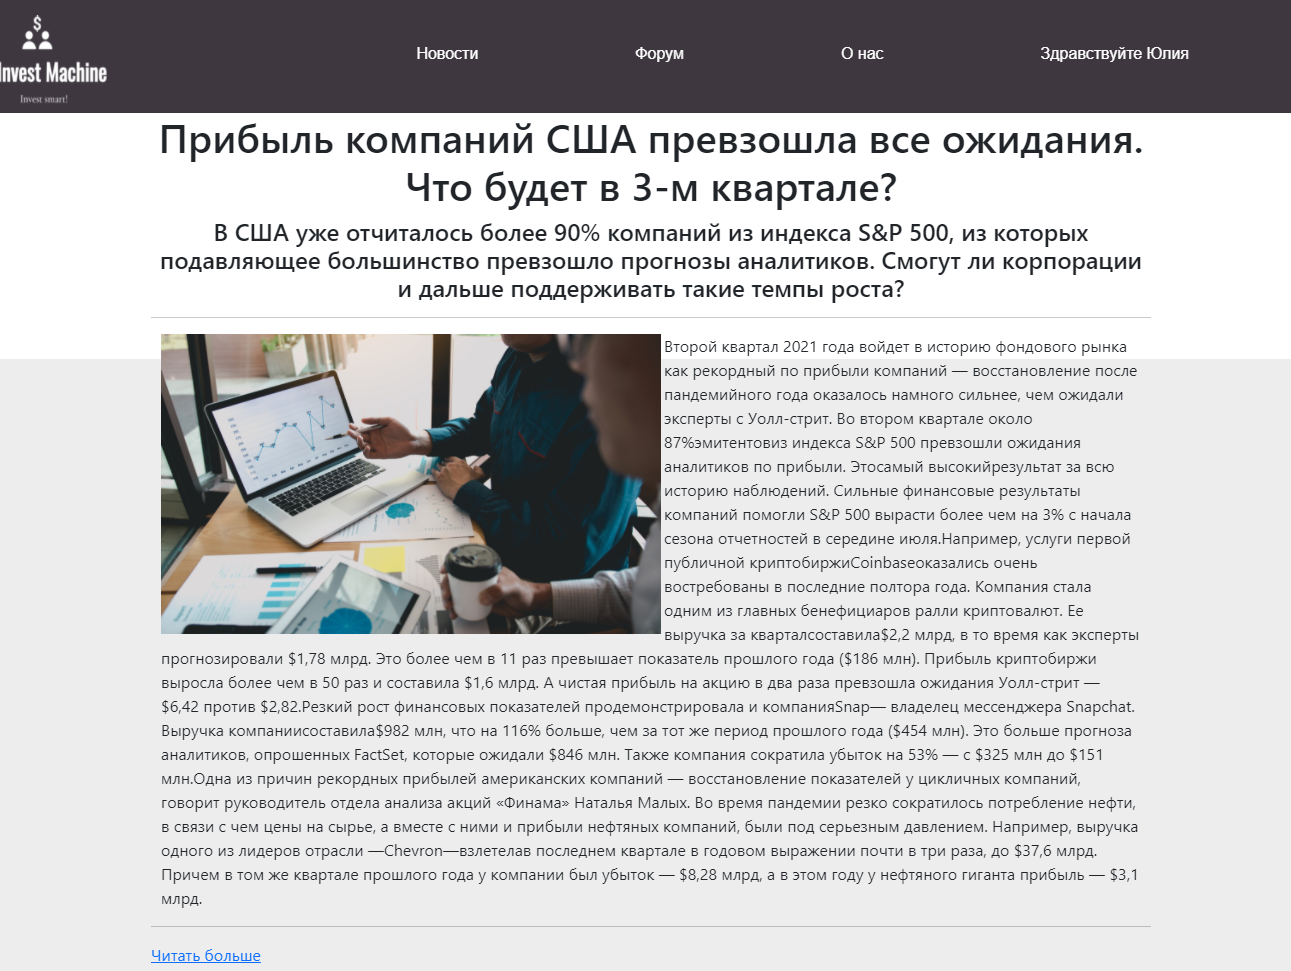 $
Invest Machine
Invest smart!
Новости
Форум
О нас
Здравствуйте Юлия
Прибыль компаний США превзошла все ожидания.
Что будет в 3-м квартале?
В США уже отчиталось более 90% компаний из индекса S&P 500, из которых
подавляющее большинство превзошло прогнозы аналитиков. Смогут ли корпорации
и дальше поддерживать такие темпы роста?
Второй квартал 2021 года войдет в историю фондового рынка
как рекордный по прибыли компаний — восстановление после
пандемийного года оказалось намного сильнее, чем ожидали
эксперты с Уолл-стрит. Во втором квартале около
87%эмитентовиз индекса S&P 500 превзошли ожидания
аналитиков по прибыли. Этосамый высокийрезультат за всю
историю наблюдений. Сильные финансовые результаты
компаний помогли S&P 500 вырасти более чем на 3% с начала
сезона отчетностей в середине июля.Например, услуги первой
публичной криптобиржиCoinbaseоказались очень
востребованы в последние полтора года. Компания стала
одним из главных бенефициаров ралли криптовалют. Ее
выручка за кварталсоставила$2,2 млрд, в то время как эксперты
прогнозировали $1,78 млрд. Это более чем в 11 раз превышает показатель прошлого года ($186 млн). Прибыль криптобиржи
выросла более чем в 50 раз и составила $1,6 млрд. А чистая прибыль на акцию в два раза превзошла ожидания Уолл-стрит —
$6,42 против $2,82.Резкий рост финансовых показателей продемонстрировала и компанияSnap— владелец мессенджера Snapchat.
Выручка компаниисоставила$982 млн, что на 116% больше, чем за тот же период прошлого года ($454 млн). Это больше прогноза
аналитиков, опрошенных FactSet, которые ожидали $846 млн. Также компания сократила убыток на 53% — с $325 млн до $151
млн.Одна из причин рекордных прибылей американских компаний — восстановление показателей у цикличных компаний,
говорит руководитель отдела анализа акций «Финама» Наталья Малых. Во время пандемии резко сократилось потребление нефти,
в связи с чем цены на сырье, а вместе с ними и прибыли нефтяных компаний, были под серьезным давлением. Например, выручка
одного из лидеров отрасли —Chevron—взлетелав последнем квартале в годовом выражении почти в три раза, до $37,6 млрд.
Причем в том же квартале прошлого года у компании был убыток — $8,28 млрд, а в этом году у нефтяного гиганта прибыль — $3,1
млрд.
Читать больше